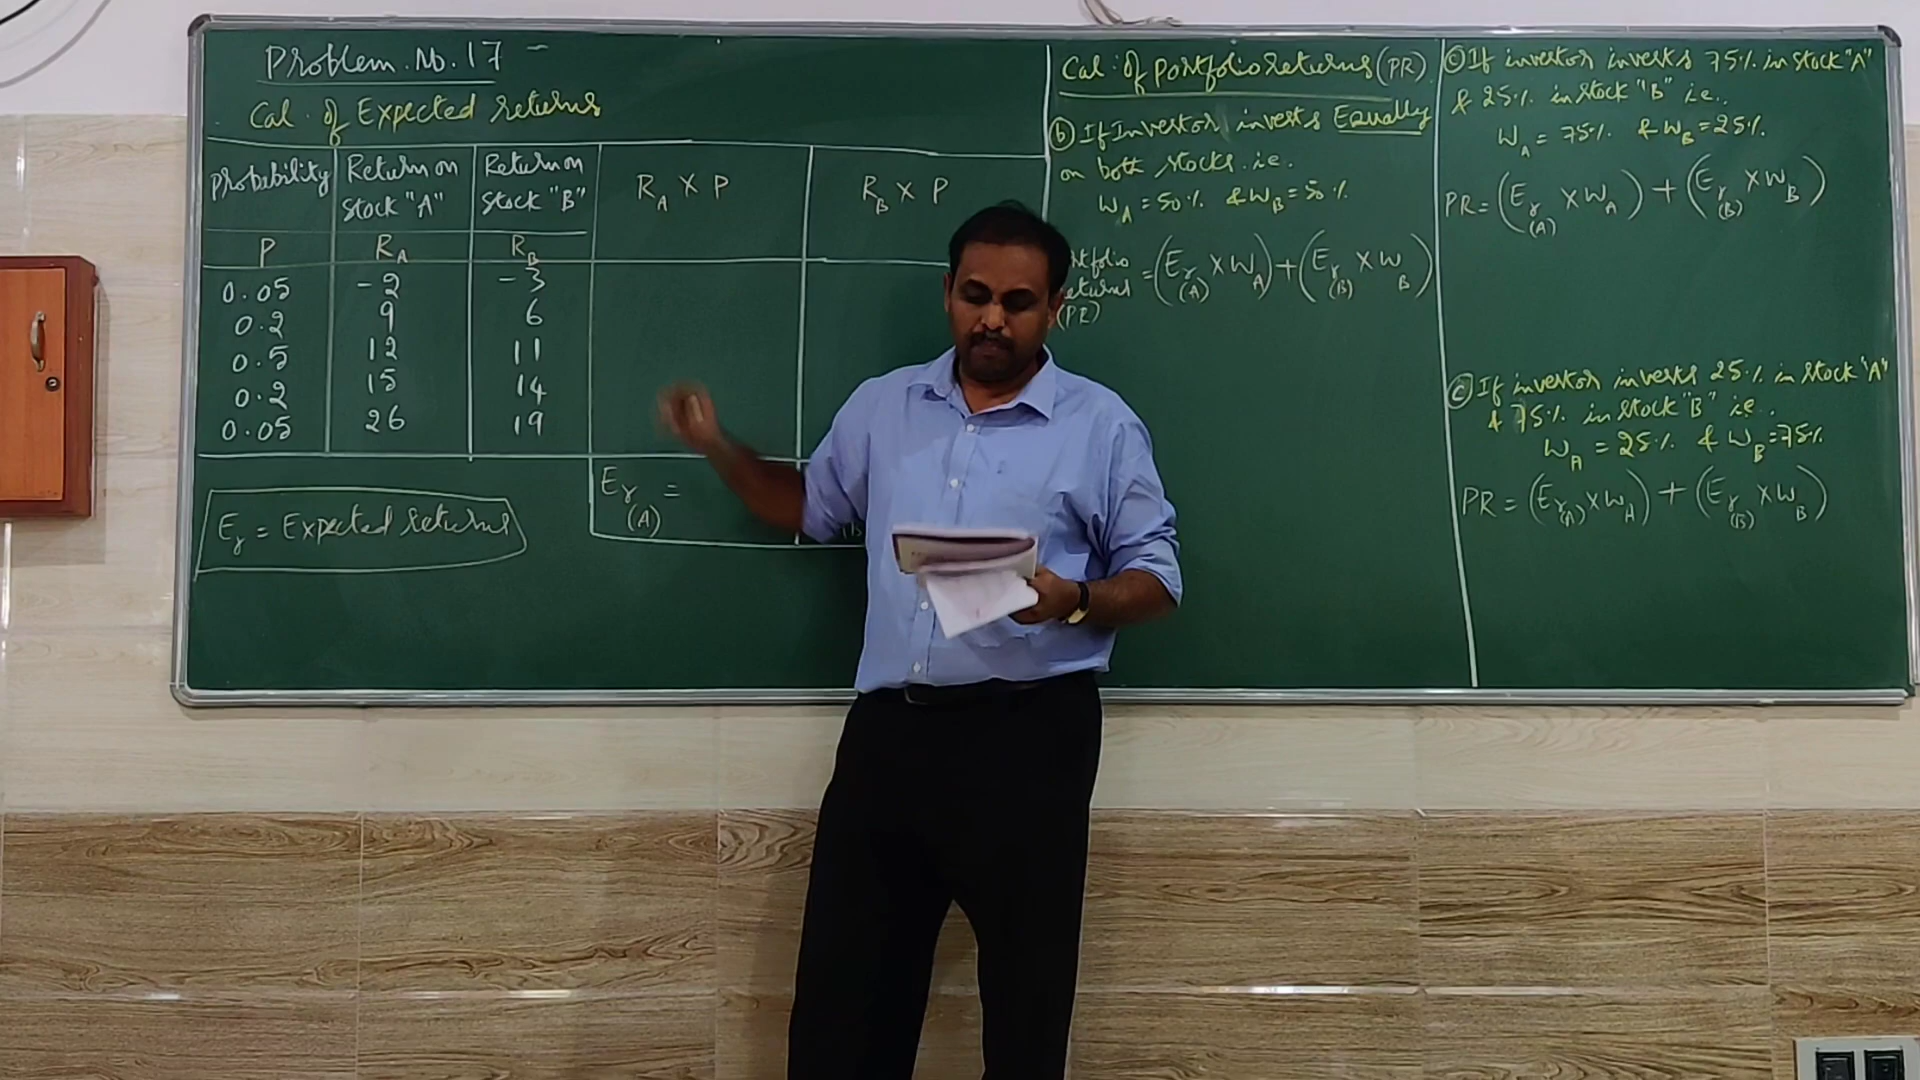 Problem. No. 17 -
Cal. of Expected returns
Probability
Return on Stock "A"
Return on Stock "B"
R_A X P
R_B X P
P R_A R_B
0.05 -2 -3
0.2 9 6
0.5 12 11
0.2 15 14
0.05 26 19
E_r(A) =
E_r = Expected returns
Cal. of Portfolio returns (PR)
(b) If Investor invests Equally
on both stocks i.e.
W_A = 50% & W_B = 50%
(PR) = (E_r(A) X W_A) + (E_r(B) X W_B)
(c) If investor invests 75% in Stock "A"
& 25% in Stock "B" i.e..
W_A = 75% & W_B = 25%.
PR = (E_r(A) X W_A) + (E_r(B) X W_B)
(c) If investor invests 25% in Stock "A"
& 75% in Stock "B" i.e.
W_A = 25% & W_B = 75%
PR = (E_r(A) X W_A) + (E_r(B) X W_B)